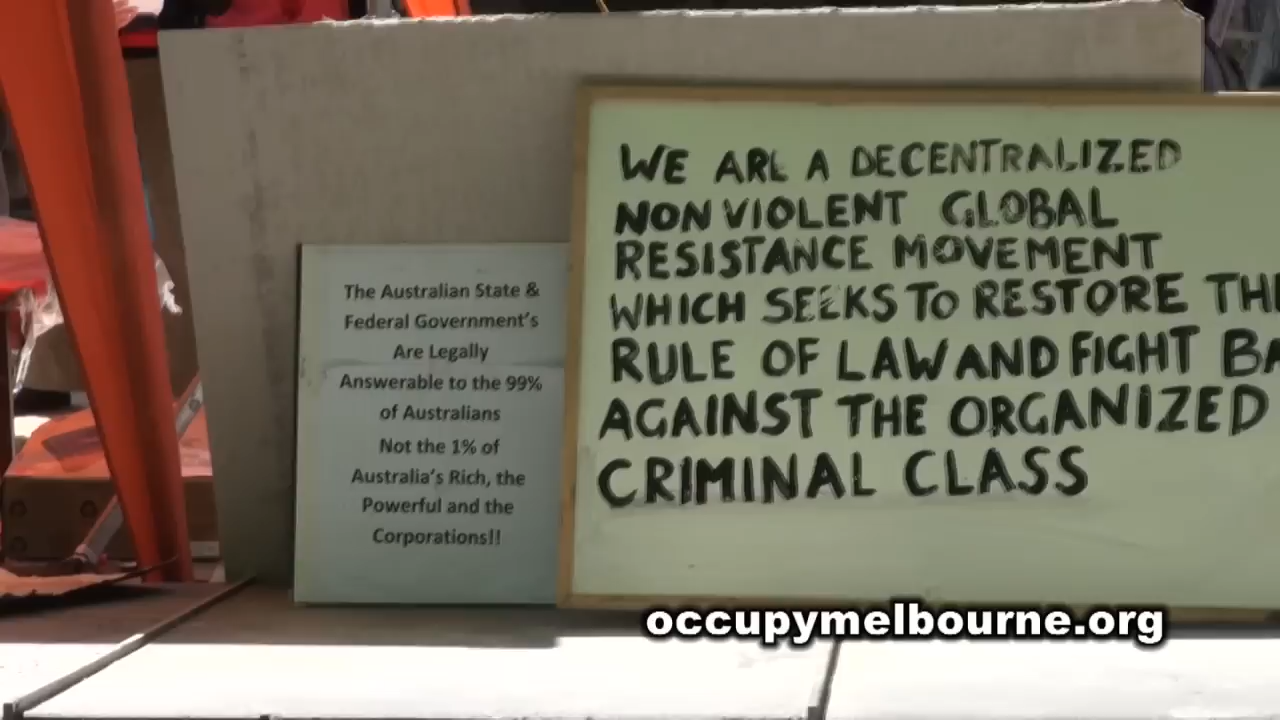 The Australian State &
Federal Government's
Are Legally
Answerable to the 99%
of Australians
Not the 1% of
Australia's Rich, the
Powerful and the
Corporations!!
WE ARE A DECENTRALIZED
NON VIOLENT GLOBAL
RESISTANCE MOVEMENT
WHICH SEEKS TO RESTORE TH
RULE OF LAW AND FIGHT BA
AGAINST THE ORGANIZED
CRIMINAL CLASS
occupymelbourne.org